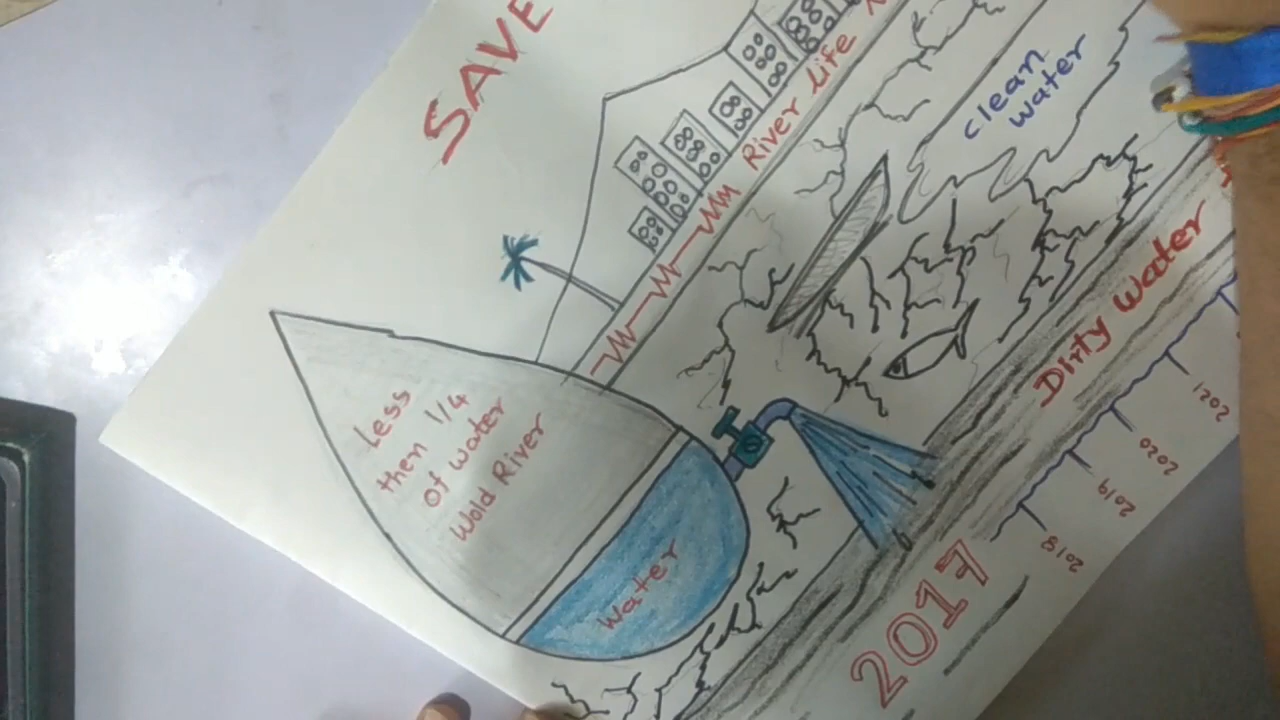 SAVE
River Life
clean
water
Less
then 1/4
of water
Wold River
Water
Dirty Water
2017
2018
2019
2020
2021